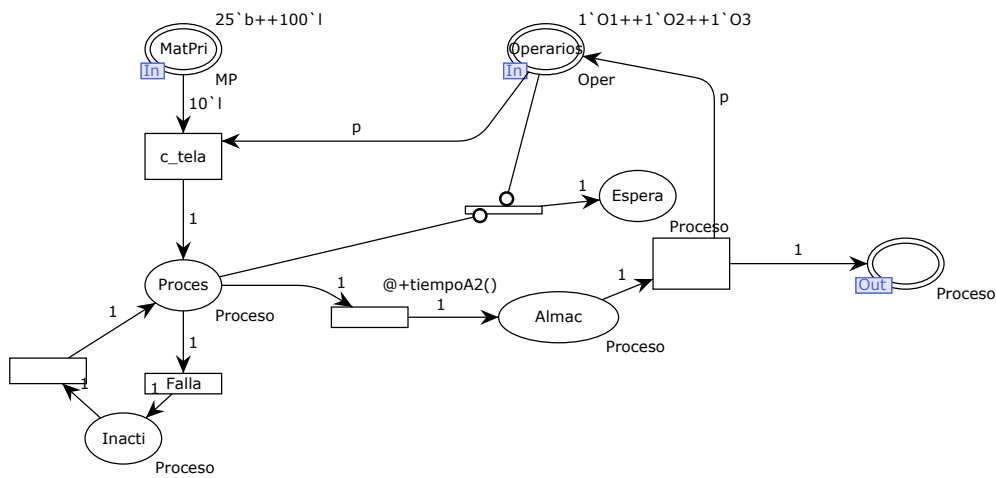 25`b++100`l
1`O1++1`O2++1`O3
MatPri
Operarios
In
In
MP
Oper
10`l
p
p
c_tela
1
Espera
1
Proceso
1
1
Proces
1
@+tiempoA2()
1
Out
Proceso
Proceso
1
Almac
1
Proceso
1
1
Falla
1
Inacti
Proceso